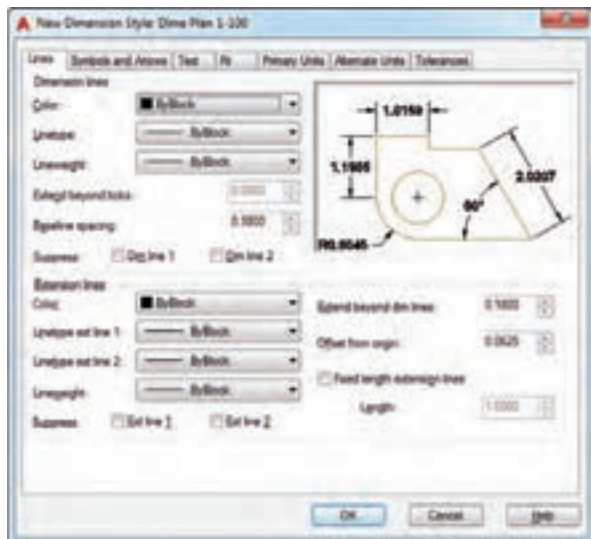 New Dimension Style: Dims Plan 1-100
Lines Symbols and Arrows Text Fit Primary Units Alternate Units Tolerances
Dimension lines
Color: ByBlock
Linetype: ByBlock
Lineweight: ByBlock
Extend beyond ticks: 0.0000
Baseline spacing: 0.3800
Suppress: Dim line 1 Dim line 2
1.0159
1.1955
2.0207
60°
R0.8045
Extension lines
Color: ByBlock
Linetype ext line 1: ByBlock
Linetype ext line 2: ByBlock
Lineweight: ByBlock
Suppress: Ext line 1 Ext line 2
Extend beyond dim lines: 0.1800
Offset from origin: 0.0625
Fixed length extension lines
Length: 1.0000
OK Cancel Help